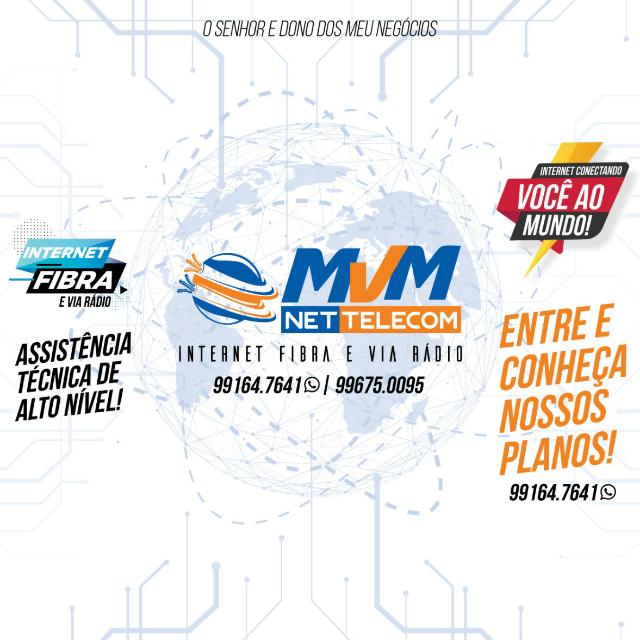 O SENHOR E DONO DOS MEU NEGÓCIOS
INTERNET CONECTANDO
VOCÊ AO
MUNDO!
INTERNET
FIBRA
E VIA RÁDIO
ASSISTÊNCIA
TÉCNICA DE
ALTO NÍVEL!
MVM
NET TELECOM
INTERNET FIBRA E VIA RÁDIO
99164.7641 | 99675.0095
ENTRE E
CONHEÇA
NOSSOS
PLANOS!
99164.7641